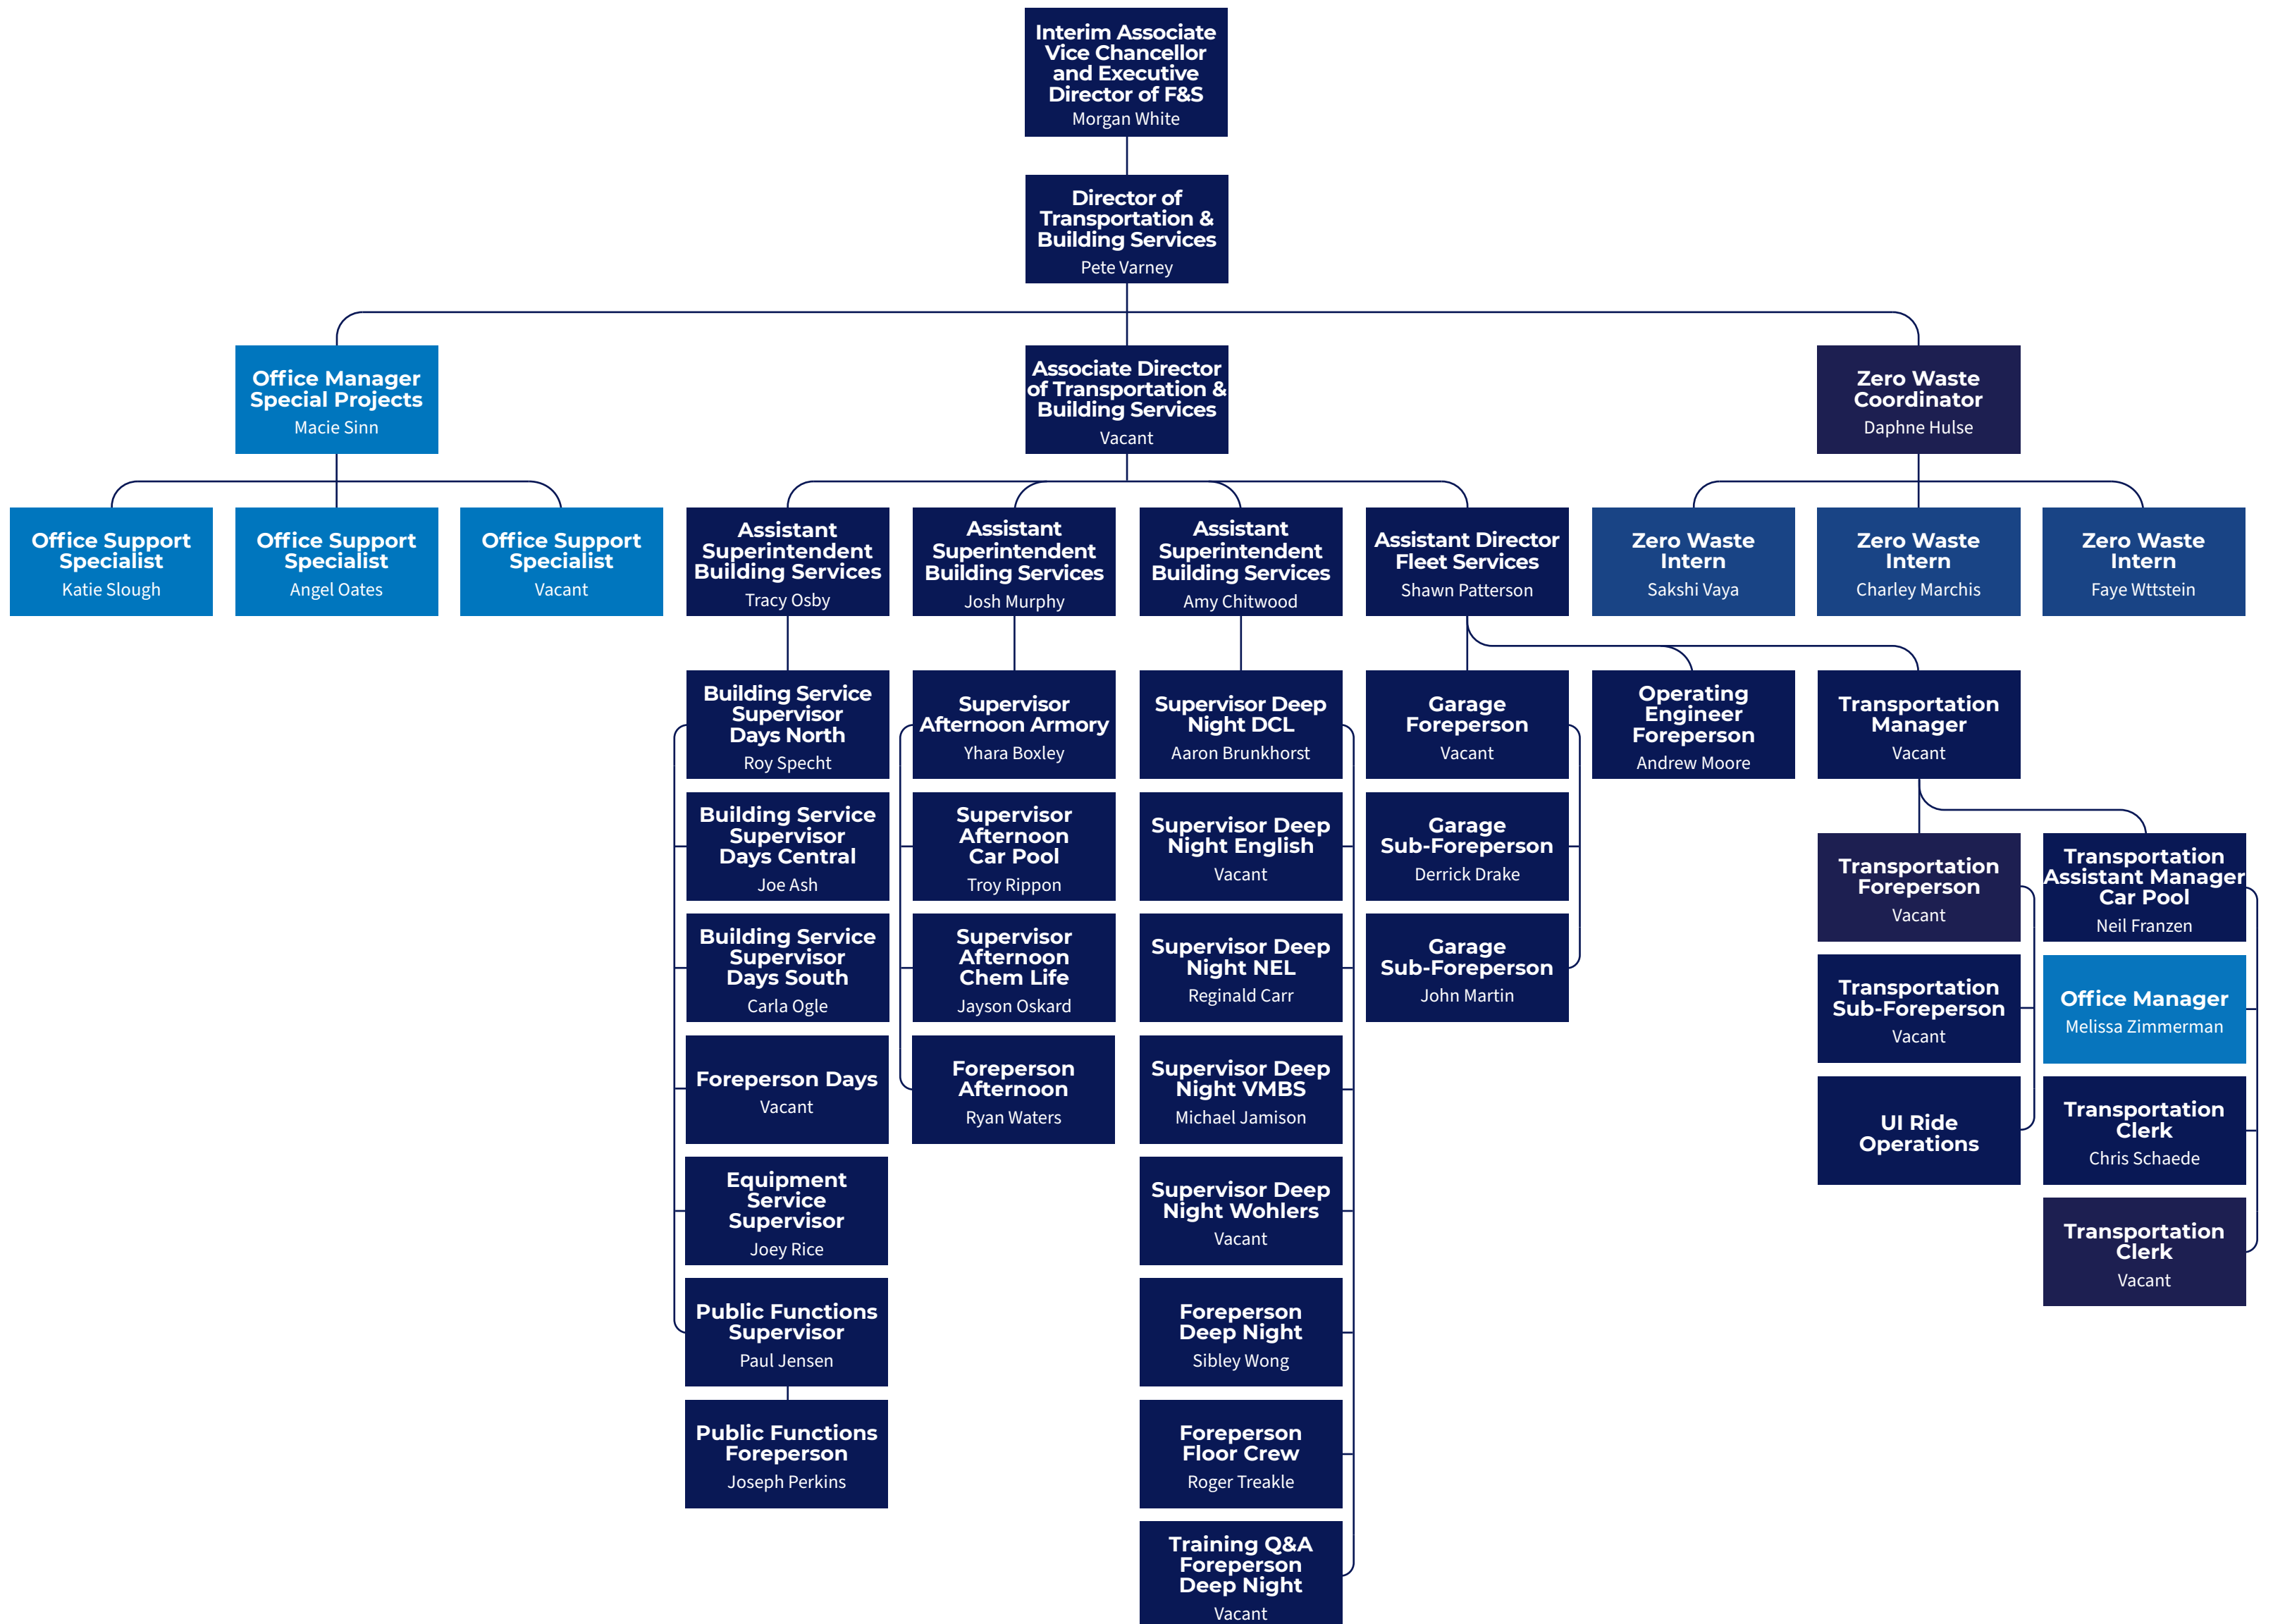 Interim Associate
Vice Chancellor
and Executive
Director of F&S
Morgan White
Director of
Transportation &
Building Services
Pete Varney
Office Manager
Special Projects
Macie Sinn
Associate Director
of Transportation &
Building Services
Vacant
Zero Waste
Coordinator
Daphne Hulse
Office Support
Specialist
Katie Slough
Office Support
Specialist
Angel Oates
Office Support
Specialist
Vacant
Assistant
Superintendent
Building Services
Tracy Osby
Assistant
Superintendent
Building Services
Josh Murphy
Assistant
Superintendent
Building Services
Amy Chitwood
Assistant Director
Fleet Services
Shawn Patterson
Zero Waste
Intern
Sakshi Vaya
Zero Waste
Intern
Charley Marchis
Zero Waste
Intern
Faye Wttstein
Building Service
Supervisor
Days North
Roy Specht
Building Service
Supervisor
Days Central
Joe Ash
Building Service
Supervisor
Days South
Carla Ogle
Foreperson Days
Vacant
Equipment
Service
Supervisor
Joey Rice
Public Functions
Supervisor
Paul Jensen
Public Functions
Foreperson
Joseph Perkins
Supervisor
Afternoon Armory
Yhara Boxley
Supervisor
Afternoon
Car Pool
Troy Rippon
Supervisor
Afternoon
Chem Life
Jayson Oskard
Foreperson
Afternoon
Ryan Waters
Supervisor Deep
Night DCL
Aaron Brunkhorst
Supervisor Deep
Night English
Vacant
Supervisor Deep
Night NEL
Reginald Carr
Supervisor Deep
Night VMBS
Michael Jamison
Supervisor Deep
Night Wohlers
Vacant
Foreperson
Deep Night
Sibley Wong
Foreperson
Floor Crew
Roger Treakle
Training Q&A
Foreperson
Deep Night
Vacant
Garage
Foreperson
Vacant
Garage
Sub-Foreperson
Derrick Drake
Garage
Sub-Foreperson
John Martin
Operating
Engineer
Foreperson
Andrew Moore
Transportation
Manager
Vacant
Transportation
Foreperson
Vacant
Transportation
Sub-Foreperson
Vacant
UI Ride
Operations
Transportation
Assistant Manager
Car Pool
Neil Franzen
Office Manager
Melissa Zimmerman
Transportation
Clerk
Chris Schaede
Transportation
Clerk
Vacant